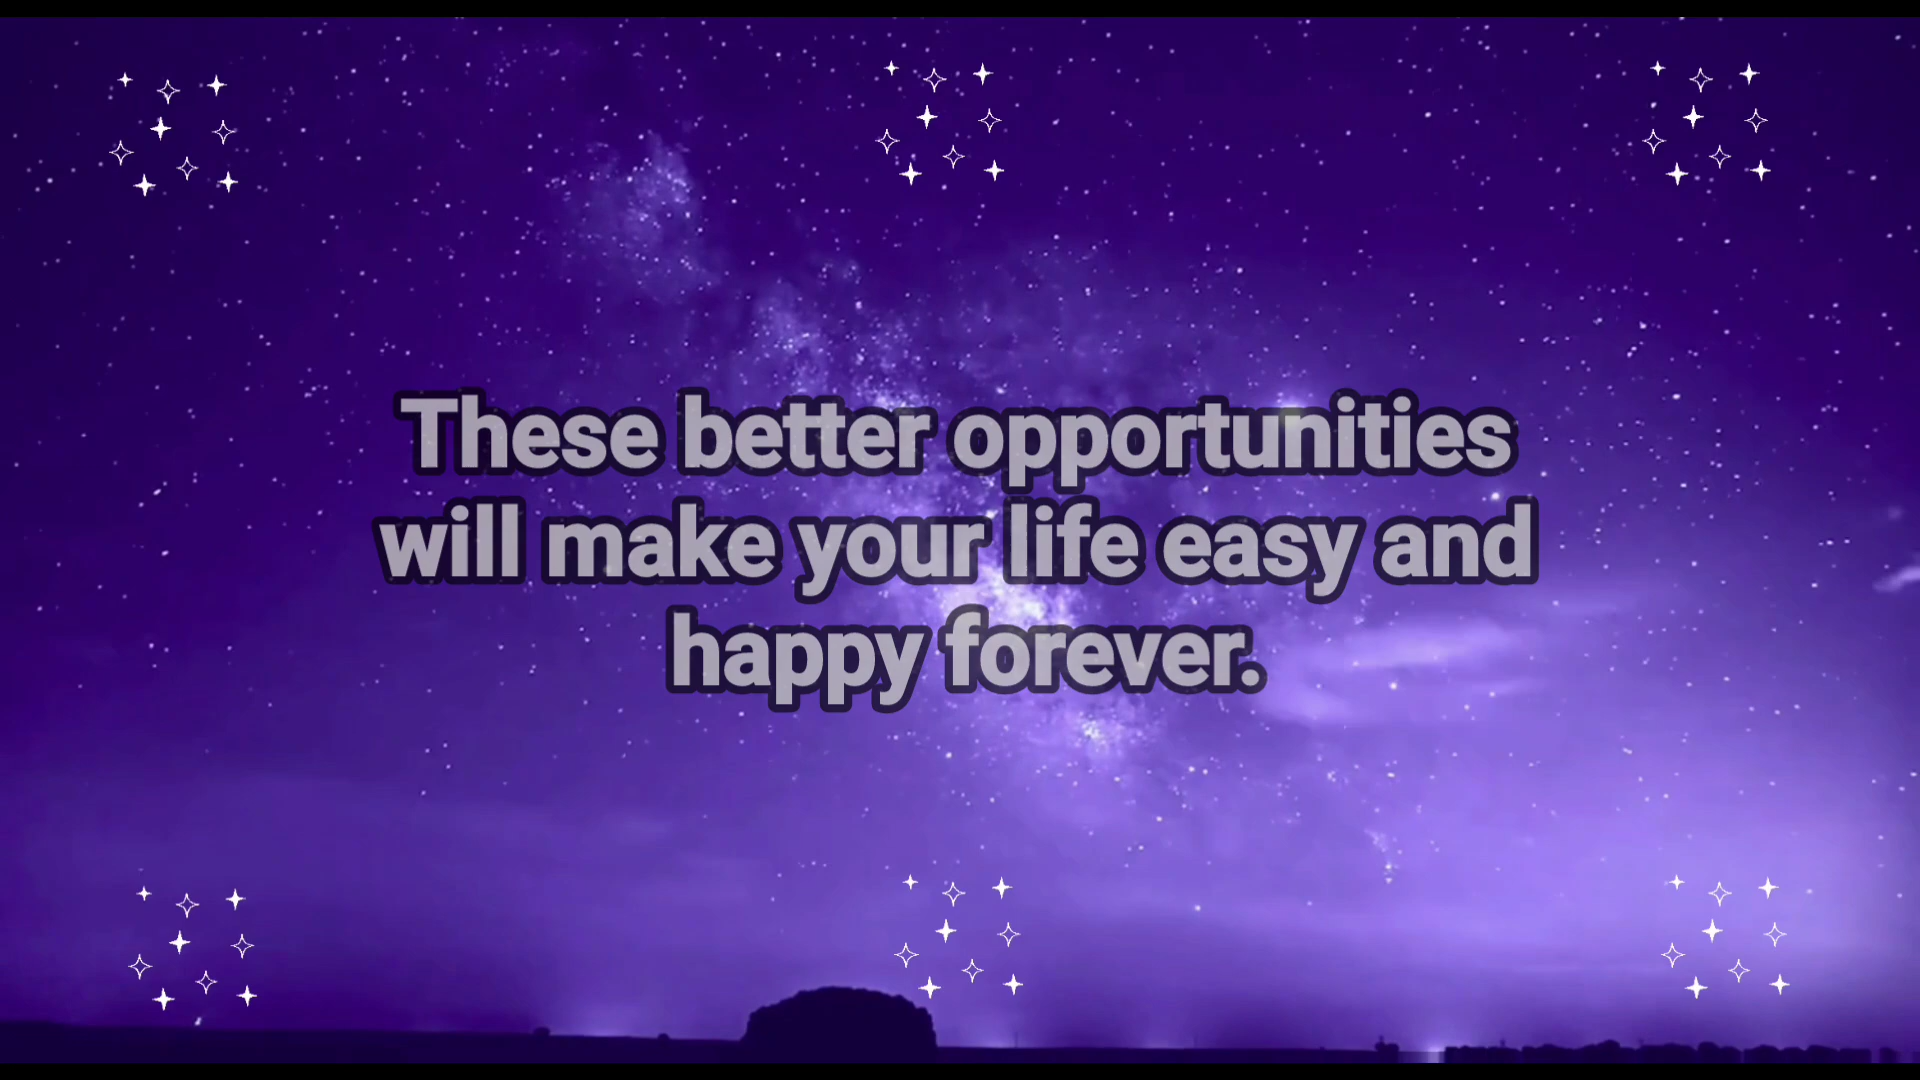 These better opportunities
will make your life easy and
happy forever.